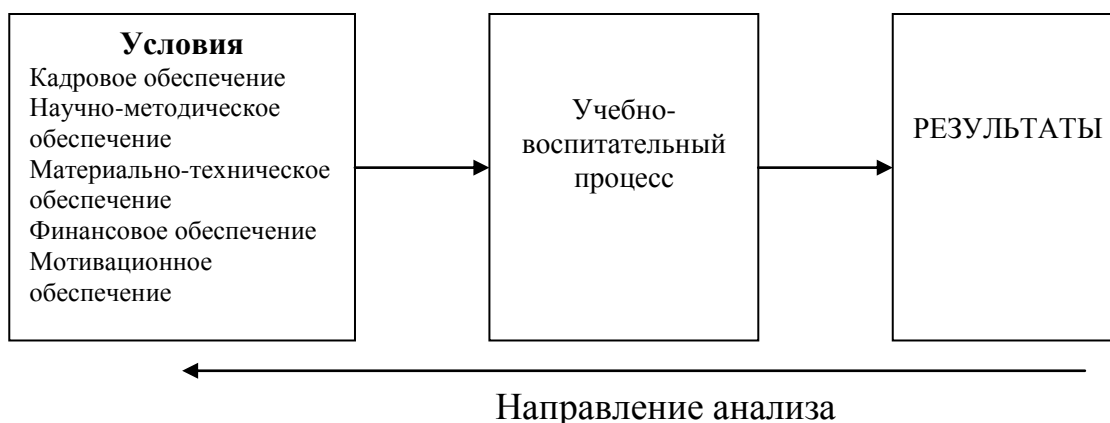 Условия
Кадровое обеспечение
Научно-методическое
обеспечение
Материально-техническое
обеспечение
Финансовое обеспечение
Мотивационное
обеспечение
Учебно-
воспитательный
процесс
РЕЗУЛЬТАТЫ
Направление анализа